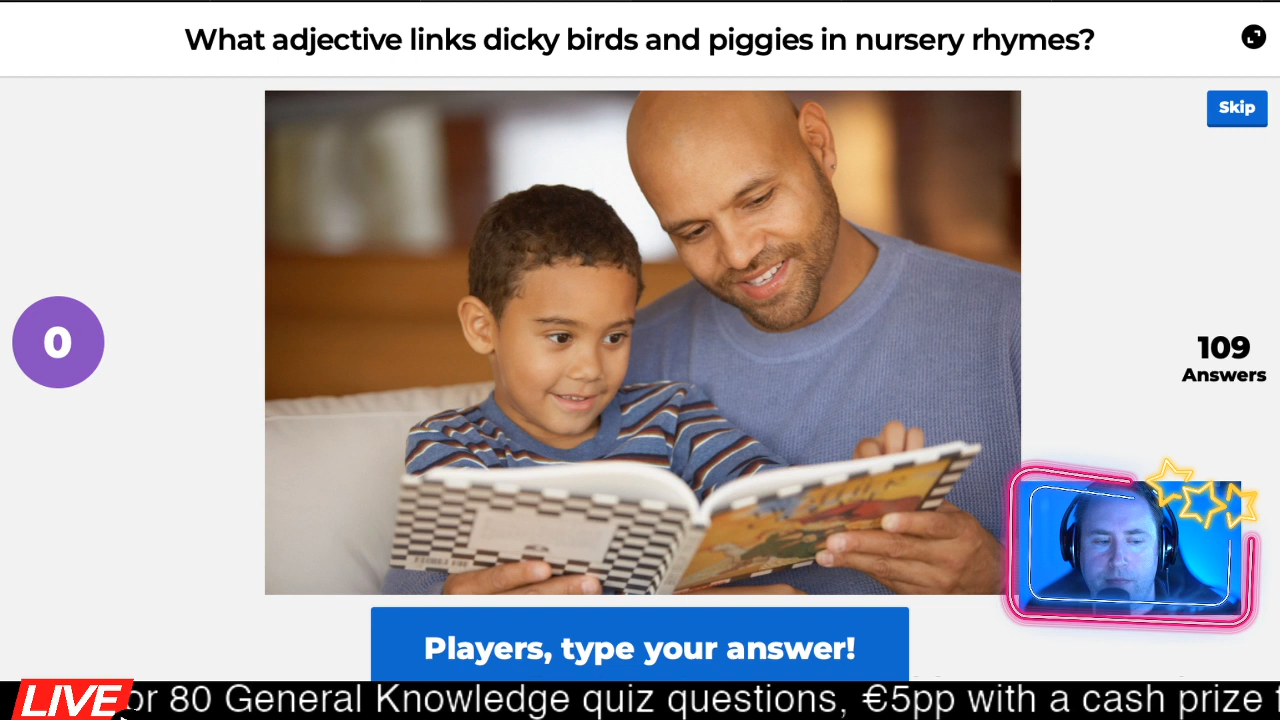 What adjective links dicky birds and piggies in nursery rhymes?
Skip
0
109
Answers
Players, type your answer!
LIVE
or 80 General Knowledge quiz questions, €5pp with a cash prize